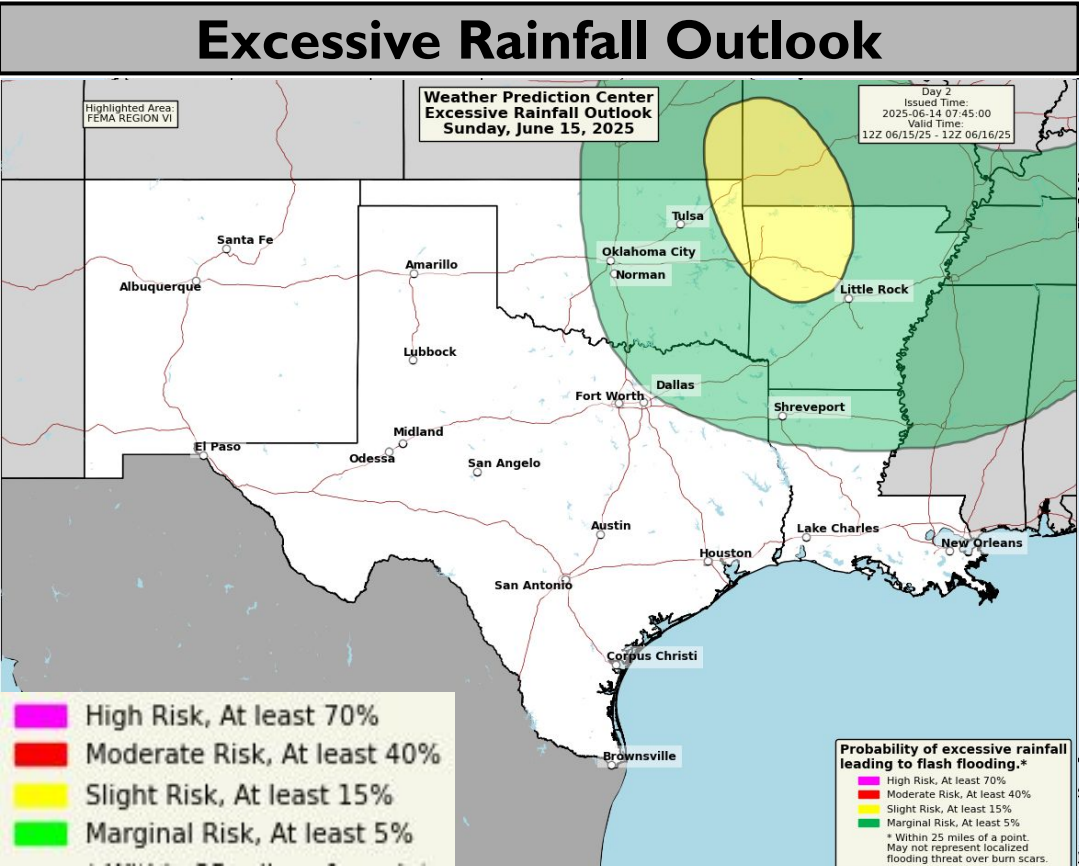 Excessive Rainfall Outlook
Highlighted Area:
FEMA REGION VI
Weather Prediction Center
Excessive Rainfall Outlook
Sunday, June 15, 2025
Day 2
Issued Time:
2025-06-14 07:45:00
Valid Time:
12Z 06/15/25 - 12Z 06/16/25
Tulsa
Santa Fe
Oklahoma City
Amarillo
Norman
Albuquerque
Little Rock
Lubbock
Dallas
Fort Worth
Shreveport
Midland
El Paso
Odessa
San Angelo
Austin
Lake Charles
New Orleans
Houston
San Antonio
Corpus Christi
Brownsville
High Risk, At least 70%
Moderate Risk, At least 40%
Slight Risk, At least 15%
Marginal Risk, At least 5%
Probability of excessive rainfall
leading to flash flooding.*
High Risk, At least 70%
Moderate Risk, At least 40%
Slight Risk, At least 15%
Marginal Risk, At least 5%
* Within 25 miles of a point.
May not represent localized
flooding threat over burn scars.